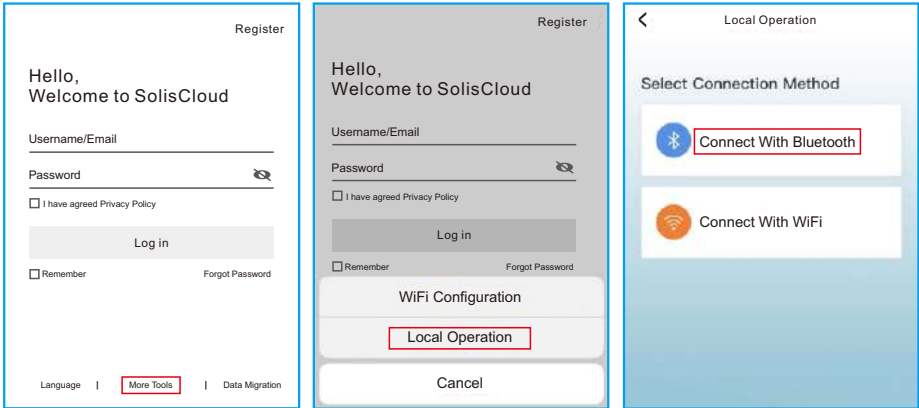 Register
Hello,
Welcome to SolisCloud
Username/Email
Password
I have agreed Privacy Policy
Log in
Remember Forgot Password
Language | More Tools | Data Migration
Register
Hello,
Welcome to SolisCloud
Username/Email
Password
I have agreed Privacy Policy
Log in
Remember Forgot Password
WiFi Configuration
Local Operation
Cancel
Local Operation
Select Connection Method
Connect With Bluetooth
Connect With WiFi